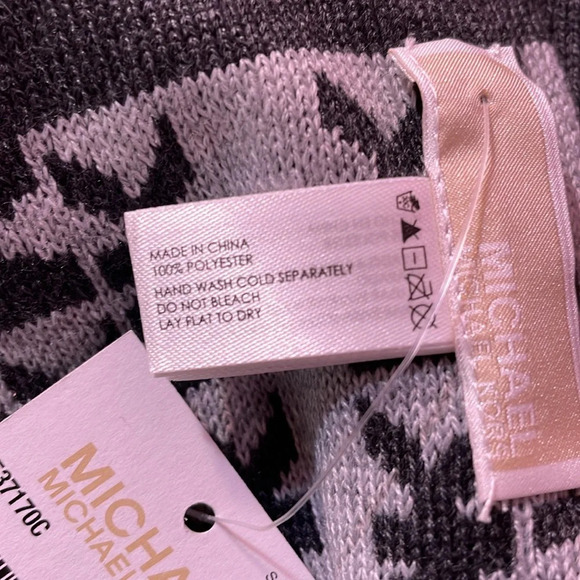 MADE IN CHINA
100% POLYESTER
HAND WASH COLD SEPARATELY
DO NOT BLEACH
LAY FLAT TO DRY
MICHAEL
MICHAEL KORS
MICHA
MICHAEL
37170C